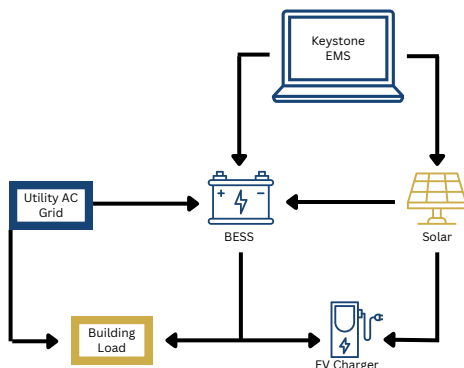 Keystone
EMS
Utility AC
Grid
BESS
Solar
Building
Load
EV Charger